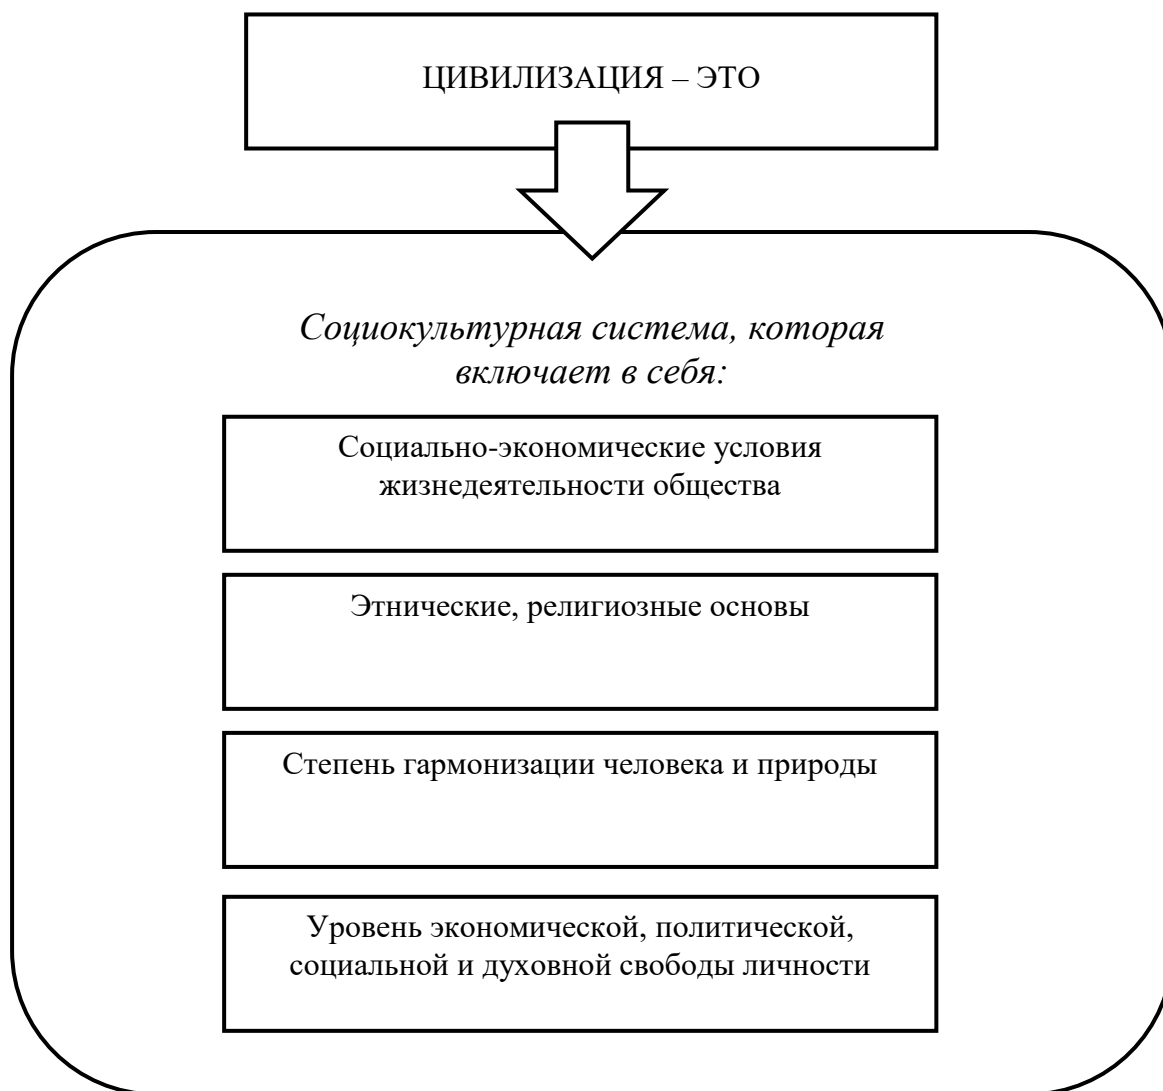 ЦИВИЛИЗАЦИЯ – ЭТО
Социокультурная система, которая
включает в себя:
Социально-экономические условия
жизнедеятельности общества
Этнические, религиозные основы
Степень гармонизации человека и природы
Уровень экономической, политической,
социальной и духовной свободы личности